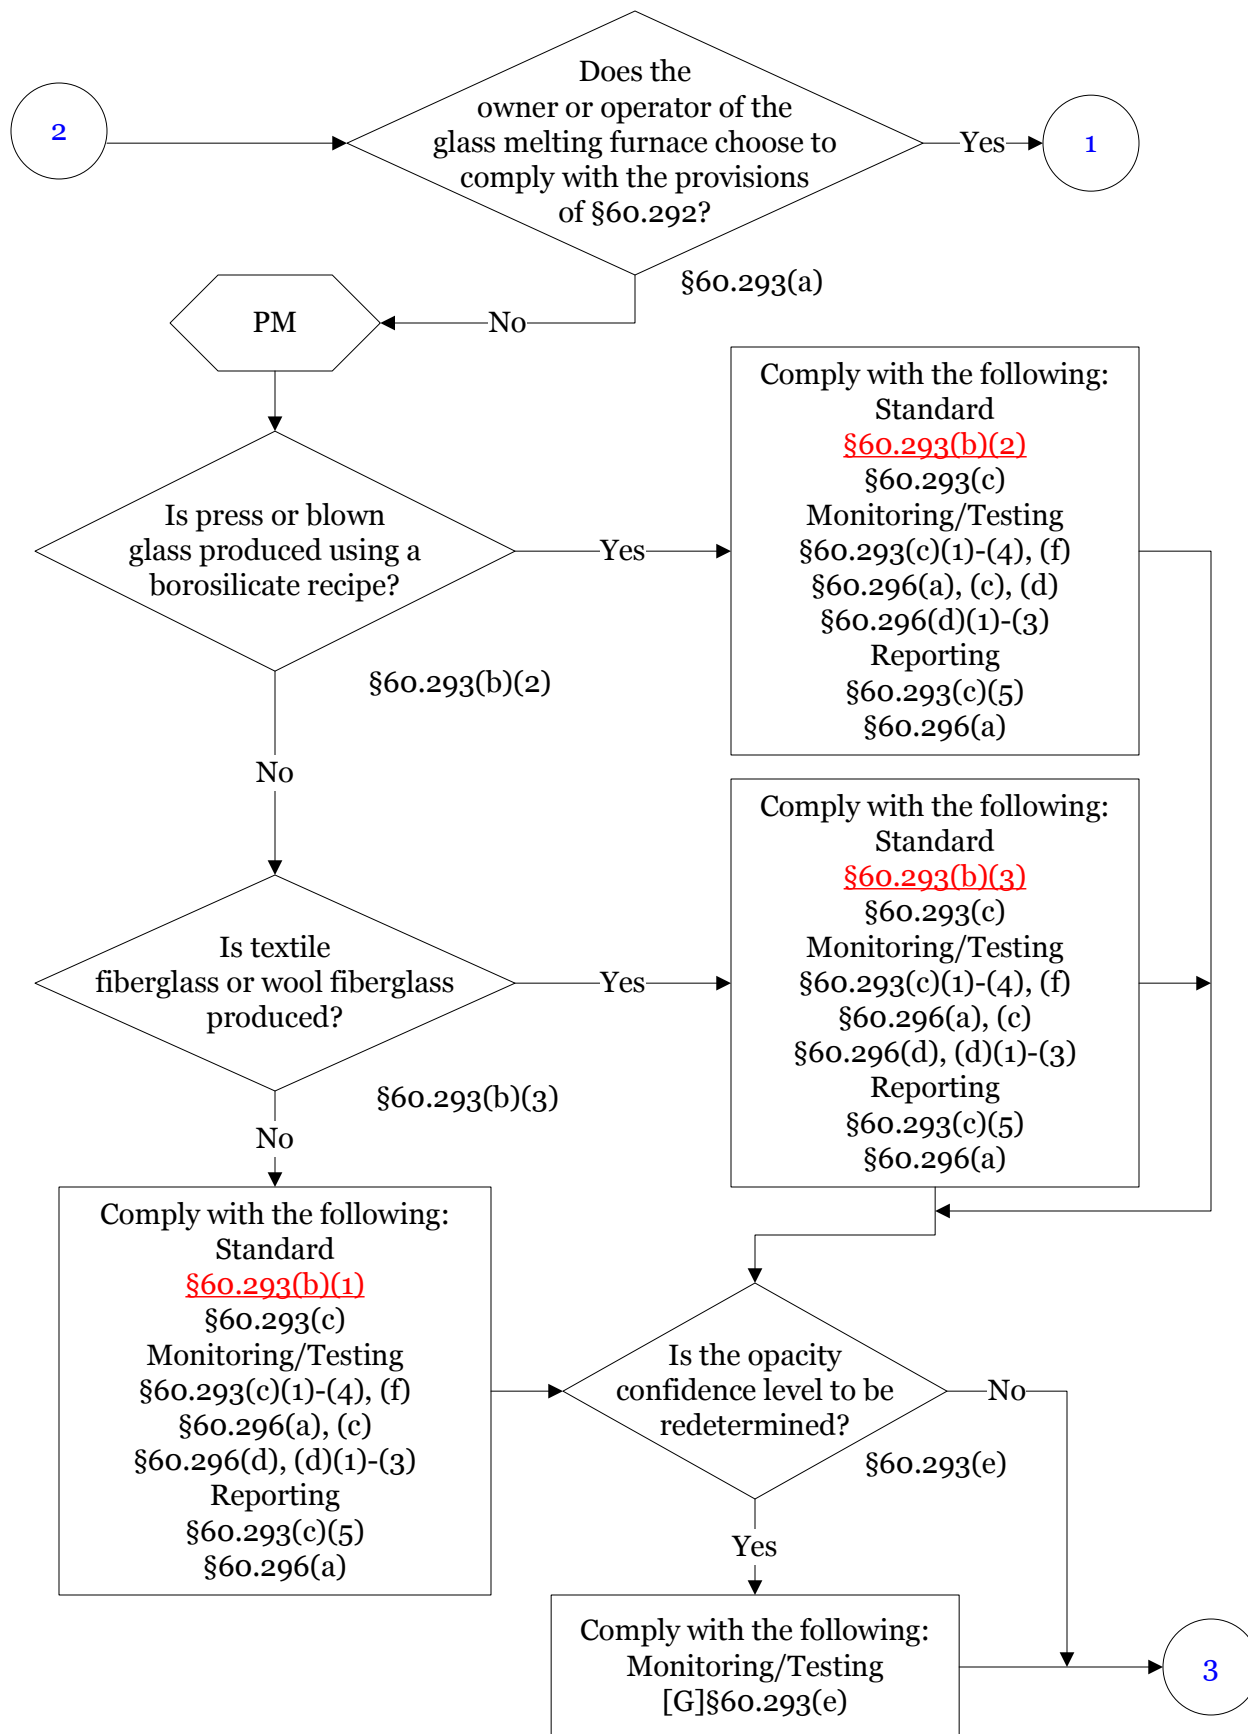 2
Does the
owner or operator of the
glass melting furnace choose to
comply with the provisions
of §60.292?
Yes
1
§60.293(a)
No
PM
Is press or blown
glass produced using a
borosilicate recipe?
Yes
§60.293(b)(2)
No
Comply with the following:
Standard
§60.293(b)(2)
§60.293(c)
Monitoring/Testing
§60.293(c)(1)-(4), (f)
§60.296(a), (c), (d)
§60.296(d)(1)-(3)
Reporting
§60.293(c)(5)
§60.296(a)
Is textile
fiberglass or wool fiberglass
produced?
Yes
§60.293(b)(3)
No
Comply with the following:
Standard
§60.293(b)(3)
§60.293(c)
Monitoring/Testing
§60.293(c)(1)-(4), (f)
§60.296(a), (c)
§60.296(d), (d)(1)-(3)
Reporting
§60.293(c)(5)
§60.296(a)
Comply with the following:
Standard
§60.293(b)(1)
§60.293(c)
Monitoring/Testing
§60.293(c)(1)-(4), (f)
§60.296(a), (c)
§60.296(d), (d)(1)-(3)
Reporting
§60.293(c)(5)
§60.296(a)
Is the opacity
confidence level to be
redetermined?
No
§60.293(e)
Yes
Comply with the following:
Monitoring/Testing
[G]§60.293(e)
3